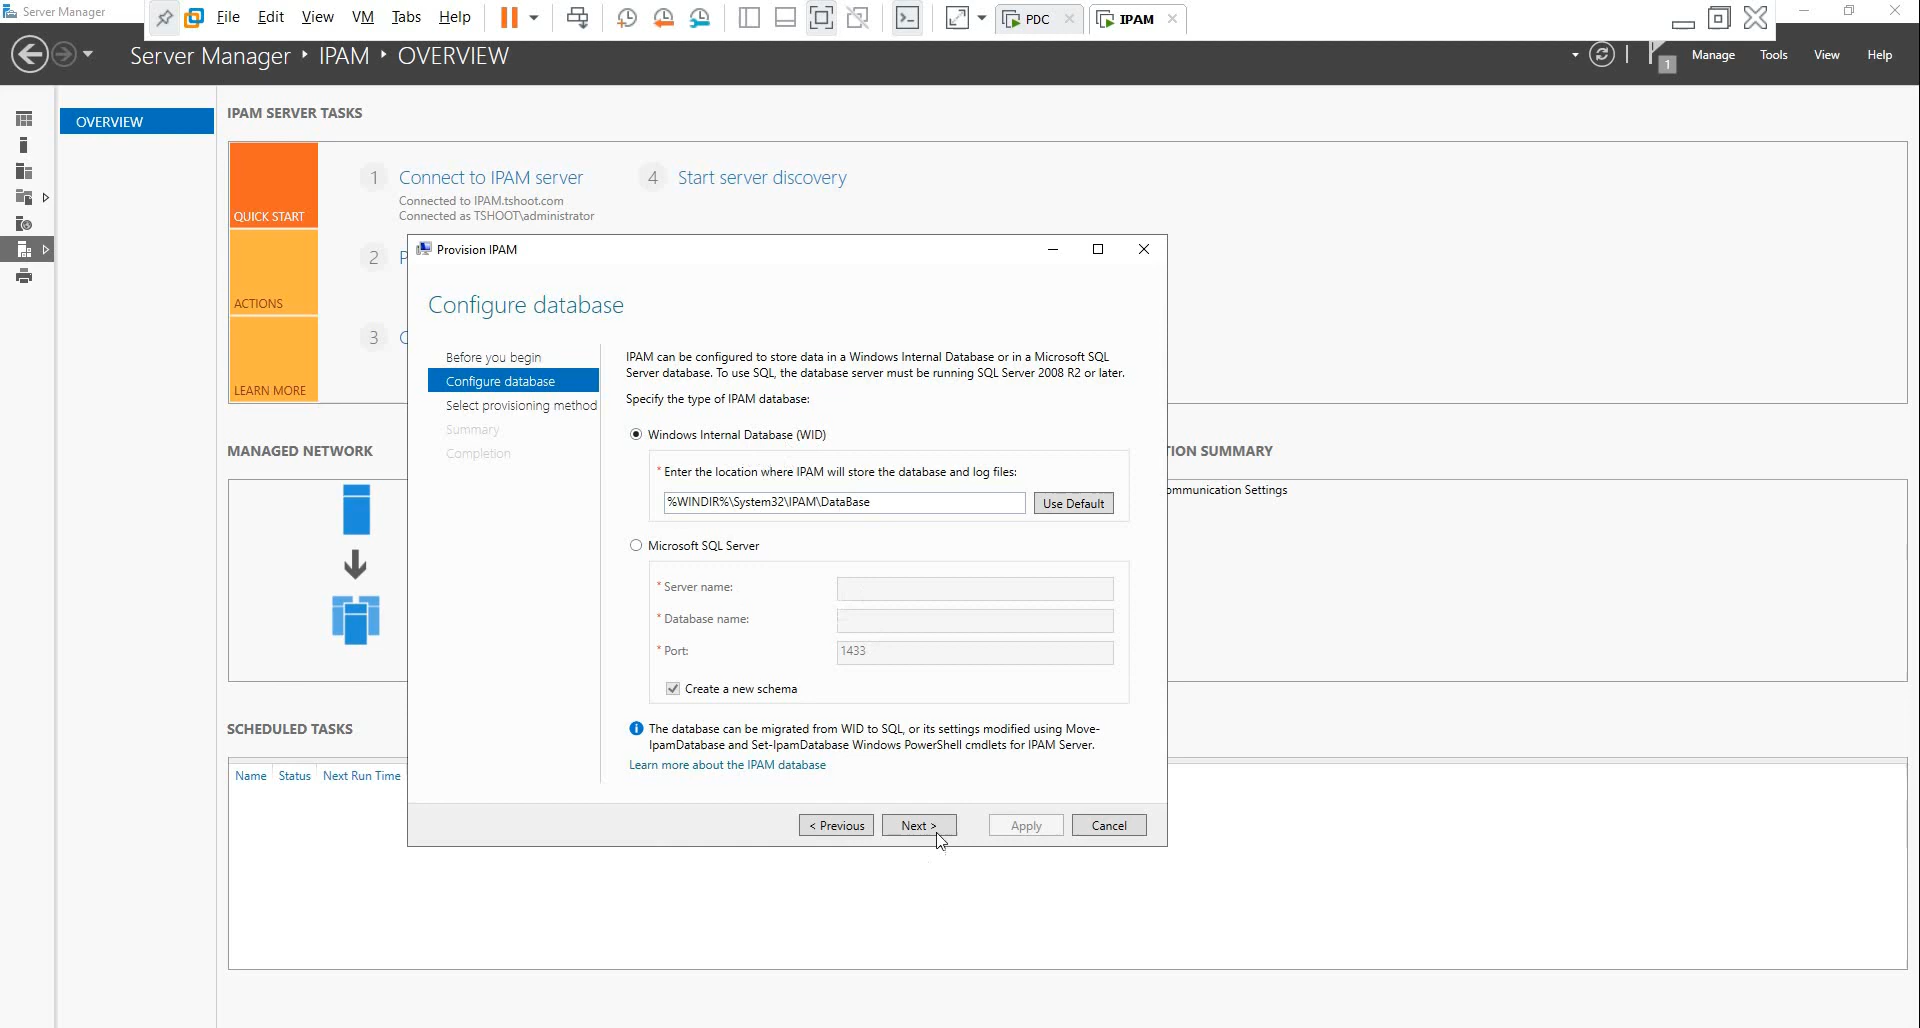 Server Manager
File Edit View VM Tabs Help
PDC
IPAM
Server Manager ‣ IPAM ‣ OVERVIEW
1
Manage Tools View Help
OVERVIEW
IPAM SERVER TASKS
QUICK START
ACTIONS
LEARN MORE
1 Connect to IPAM server
Connected to IPAM.tshoot.com
Connected as TSHOOT\administrator
4 Start server discovery
2 P
3
Provision IPAM
Configure database
Before you begin
Configure database
Select provisioning method
Summary
Completion
IPAM can be configured to store data in a Windows Internal Database or in a Microsoft SQL
Server database. To use SQL, the database server must be running SQL Server 2008 R2 or later.
Specify the type of IPAM database:
Windows Internal Database (WID)
* Enter the location where IPAM will store the database and log files:
%WINDIR%\System32\IPAM\DataBase
Use Default
Microsoft SQL Server
* Server name:
* Database name:
* Port:
1433
Create a new schema
The database can be migrated from WID to SQL, or its settings modified using Move-
IpamDatabase and Set-IpamDatabase Windows PowerShell cmdlets for IPAM Server.
Learn more about the IPAM database
< Previous
Next >
Apply
Cancel
MANAGED NETWORK
ION SUMMARY
ommunication Settings
SCHEDULED TASKS
Name Status Next Run Time